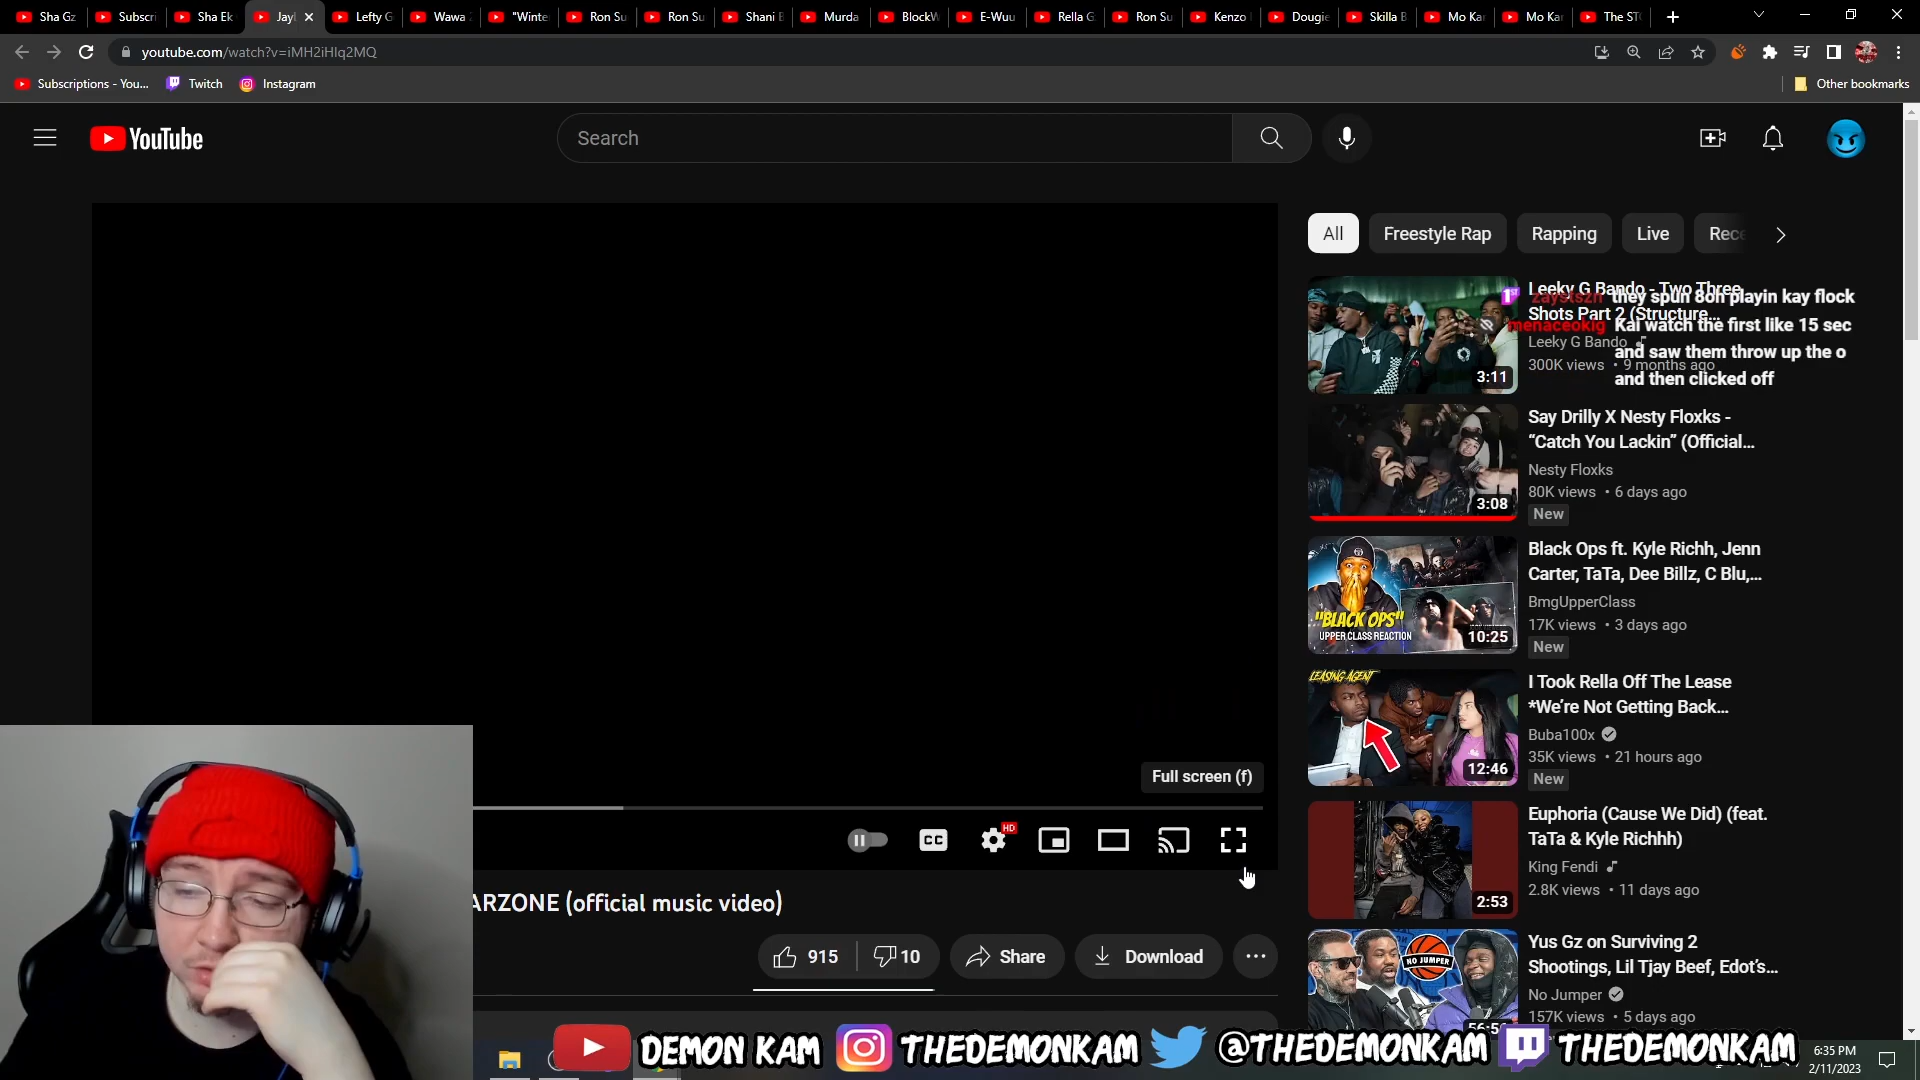 Sha Gz
Subscri
Sha Ek
Jayl
Lefty G
Wawa
"Winte
Ron Su
Ron Su
Shani B
Murda
BlockW
E-Wuu
Rella G
Ron Su
Kenzo
Dougie
Skilla B
Mo Kar
Mo Kar
The ST
youtube.com/watch?v=iMH2iHlq2MQ
Subscriptions - You...
Twitch
Instagram
Other bookmarks
YouTube
Search
All
Freestyle Rap
Rapping
Live
Rece
Leeky G Bando - Two Three
Shots Part 2 (Structure...
Leeky G Bando
300K views • 9 months ago
3:11
zaystszn they spun 8oh playin kay flock
menaceokig Kai watch the first like 15 sec
and saw them throw up the o
and then clicked off
Say Drilly X Nesty Floxks -
“Catch You Lackin” (Official...
Nesty Floxks
80K views • 6 days ago
New
3:08
Black Ops ft. Kyle Richh, Jenn
Carter, TaTa, Dee Billz, C Blu,...
BmgUpperClass
17K views • 3 days ago
New
"BLACK OPS"
UPPER CLASS REACTION
10:25
LEASING AGENT
I Took Rella Off The Lease
*We’re Not Getting Back...
Buba100x
35K views • 21 hours ago
New
12:46
Euphoria (Cause We Did) (feat.
TaTa & Kyle Richhh)
King Fendi
2.8K views • 11 days ago
2:53
Yus Gz on Surviving 2
Shootings, Lil Tjay Beef, Edot’s...
No Jumper
157K views • 5 days ago
NO JUMPER
Full screen (f)
CC
HD
ARZONE (official music video)
915
10
Share
Download
DEMON KAM
THEDEMONKAM
@THEDEMONKAM
THEDEMONKAM
6:35 PM
2/11/2023